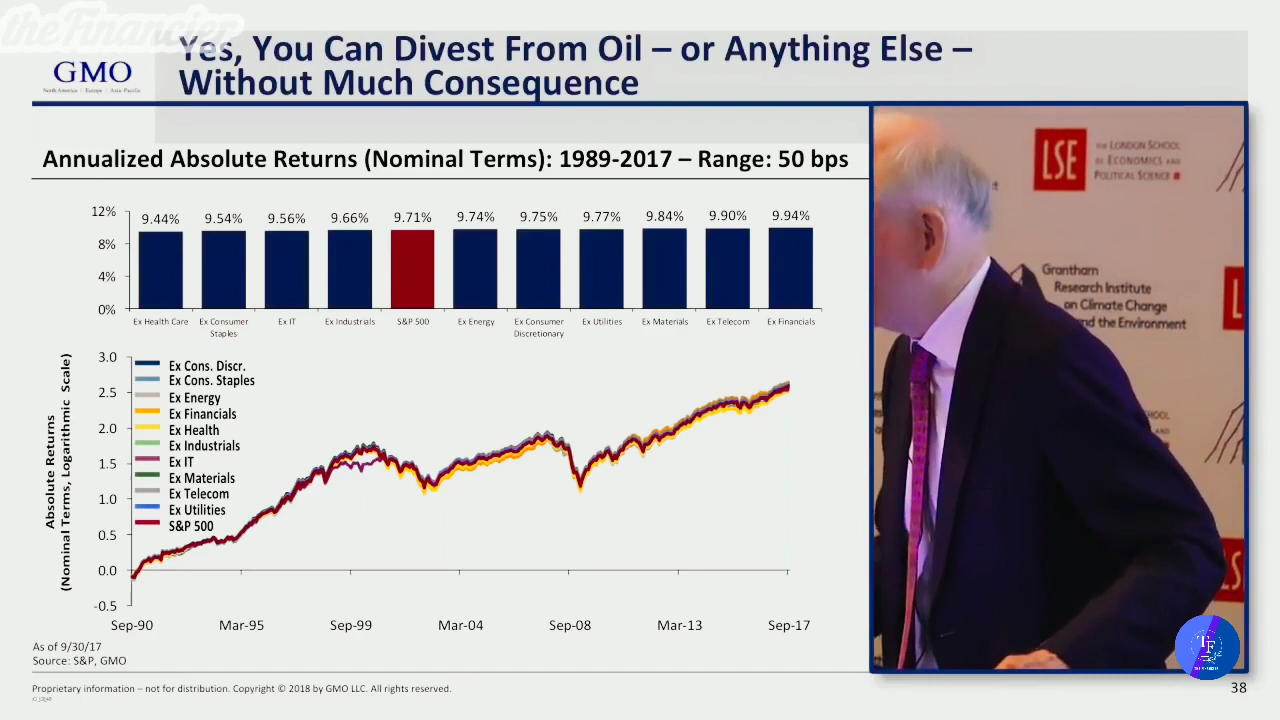 theFinancier
Yes, You Can Divest From Oil – or Anything Else –
Without Much Consequence
GMO
North America | Europe | Asia-Pacific
Annualized Absolute Returns (Nominal Terms): 1989-2017 – Range: 50 bps
12%
8%
4%
0%
9.44% 9.54% 9.56% 9.66% 9.71% 9.74% 9.75% 9.77% 9.84% 9.90% 9.94%
Ex Health Care Ex Consumer Ex IT Ex Industrials S&P 500 Ex Energy Ex Consumer Ex Utilities Ex Materials Ex Telecom Ex Financials
Staples Discretionary
Absolute Returns
(Nominal Terms, Logarithmic Scale)
3.0
2.5
2.0
1.5
1.0
0.5
0.0
-0.5
Ex Cons. Discr.
Ex Cons. Staples
Ex Energy
Ex Financials
Ex Health
Ex Industrials
Ex IT
Ex Materials
Ex Telecom
Ex Utilities
S&P 500
Sep-90 Mar-95 Sep-99 Mar-04 Sep-08 Mar-13 Sep-17
As of 9/30/17
Source: S&P, GMO
Proprietary information – not for distribution. Copyright © 2018 by GMO LLC. All rights reserved.
38
LSE
THE LONDON SCHOOL
OF ECONOMICS AND
POLITICAL SCIENCE
Grantham
Research Institute
on Climate Change
and the Environment
TF
THE FINANCIER